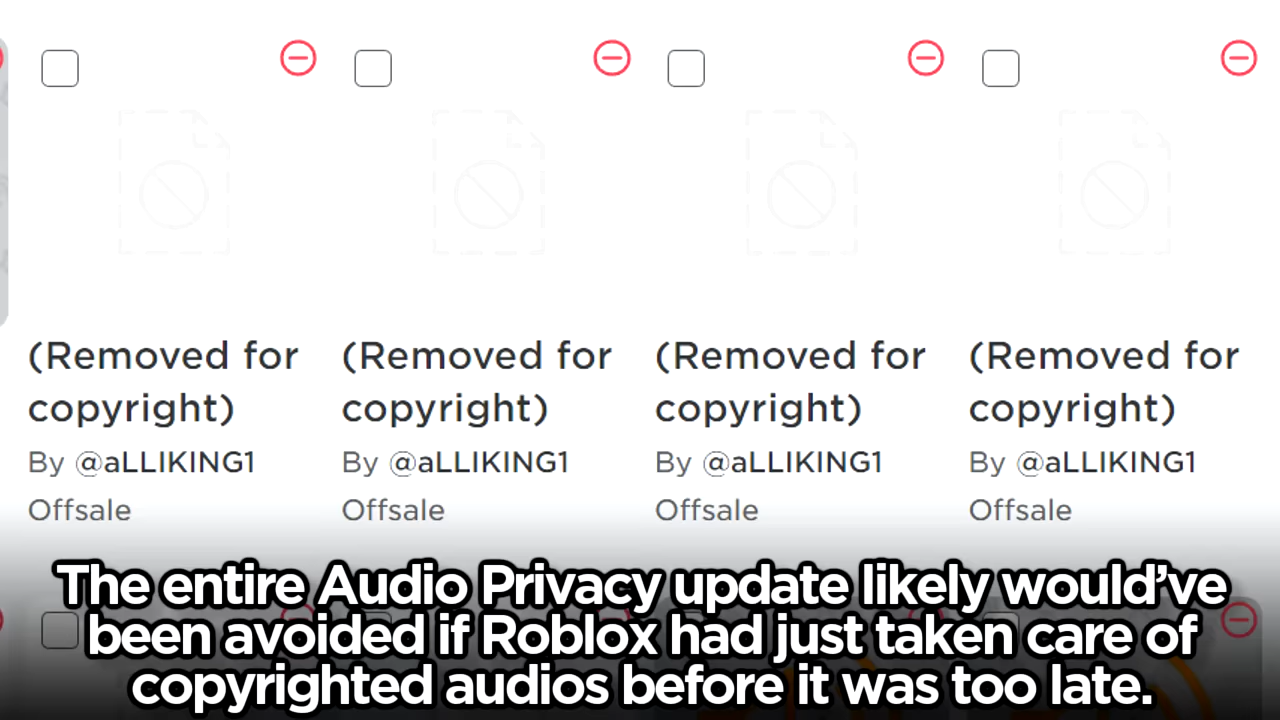 (Removed for (Removed for (Removed for (Removed for
copyright) copyright) copyright) copyright)
By @aLLIKING1 By @aLLIKING1 By @aLLIKING1 By @aLLIKING1
Offsale Offsale Offsale Offsale
The entire Audio Privacy update likely would've
been avoided if Roblox had just taken care of
copyrighted audios before it was too late.